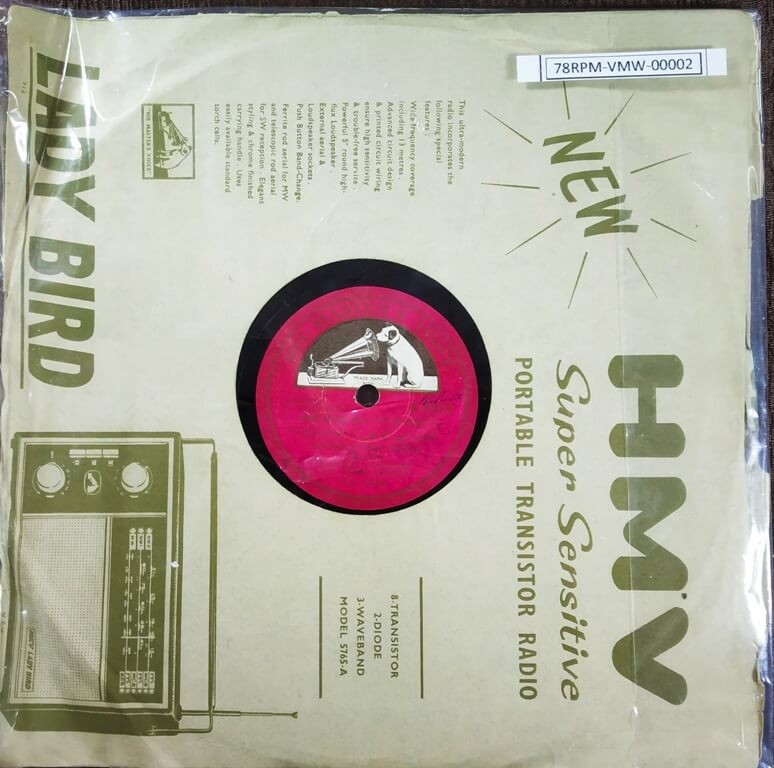 78RPM-VMW-00002
NEW
HMV
Super Sensitive
PORTABLE TRANSISTOR RADIO
This ultra-modern
radio incorporates the
following special
features :
Wide frequency coverage
including 13 metres .
Advanced circuit design
& printed circuit wiring
ensure high sensitivity
& trouble-free service .
Powerful 5" round high-
flux Loudspeaker .
External aerial &
Loudspeaker sockets .
Push Button Band-Change.
Ferrite rod aerial for MW
and telescopic rod aerial
for SW reception . Elegant
styling & chrome finished
carrying handle . Uses
easily available standard
torch cells.
8-TRANSISTOR
2-DIODE
3-WAVEBAND
MODEL 5765-A
TRADE MARK
"HIS MASTER'S VOICE"
LADY BIRD
HMV LADY BIRD